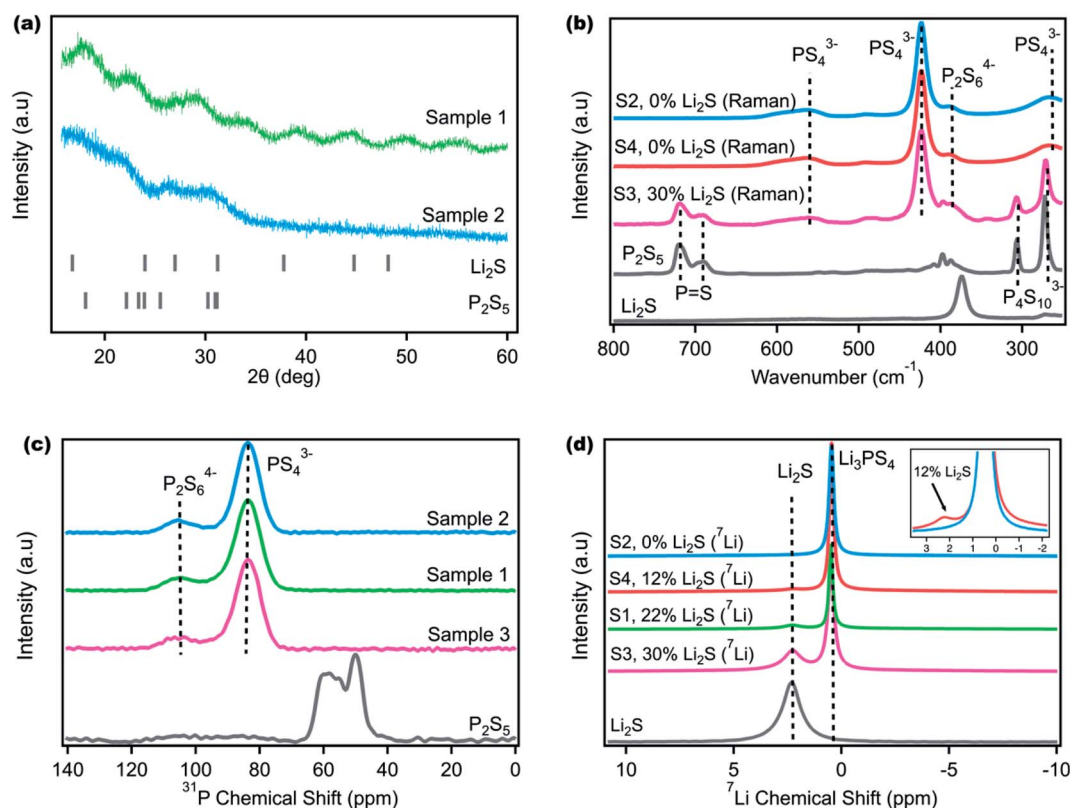 (a)
Intensity (a.u)
Sample 1
Sample 2
Li₂S
P₂S₅
20 30 40 50 60
2θ (deg)
(b)
Intensity (a.u)
PS₄³⁻ PS₄³⁻ P₂S₆⁴⁻ PS₄³⁻
S2, 0% Li₂S (Raman)
S4, 0% Li₂S (Raman)
S3, 30% Li₂S (Raman)
P₂S₅
P=S P₄S₁₀³⁻
Li₂S
800 700 600 500 400 300
Wavenumber (cm⁻¹)
(c)
Intensity (a.u)
P₂S₆⁴⁻ PS₄³⁻
Sample 2
Sample 1
Sample 3
P₂S₅
140 120 100 80 60 40 20 0
³¹P Chemical Shift (ppm)
(d)
Intensity (a.u)
Li₂S Li₃PS₄
12% Li₂S
3 2 1 0 -1 -2
S2, 0% Li₂S (⁷Li)
S4, 12% Li₂S (⁷Li)
S1, 22% Li₂S (⁷Li)
S3, 30% Li₂S (⁷Li)
Li₂S
10 5 0 -5 -10
⁷Li Chemical Shift (ppm)